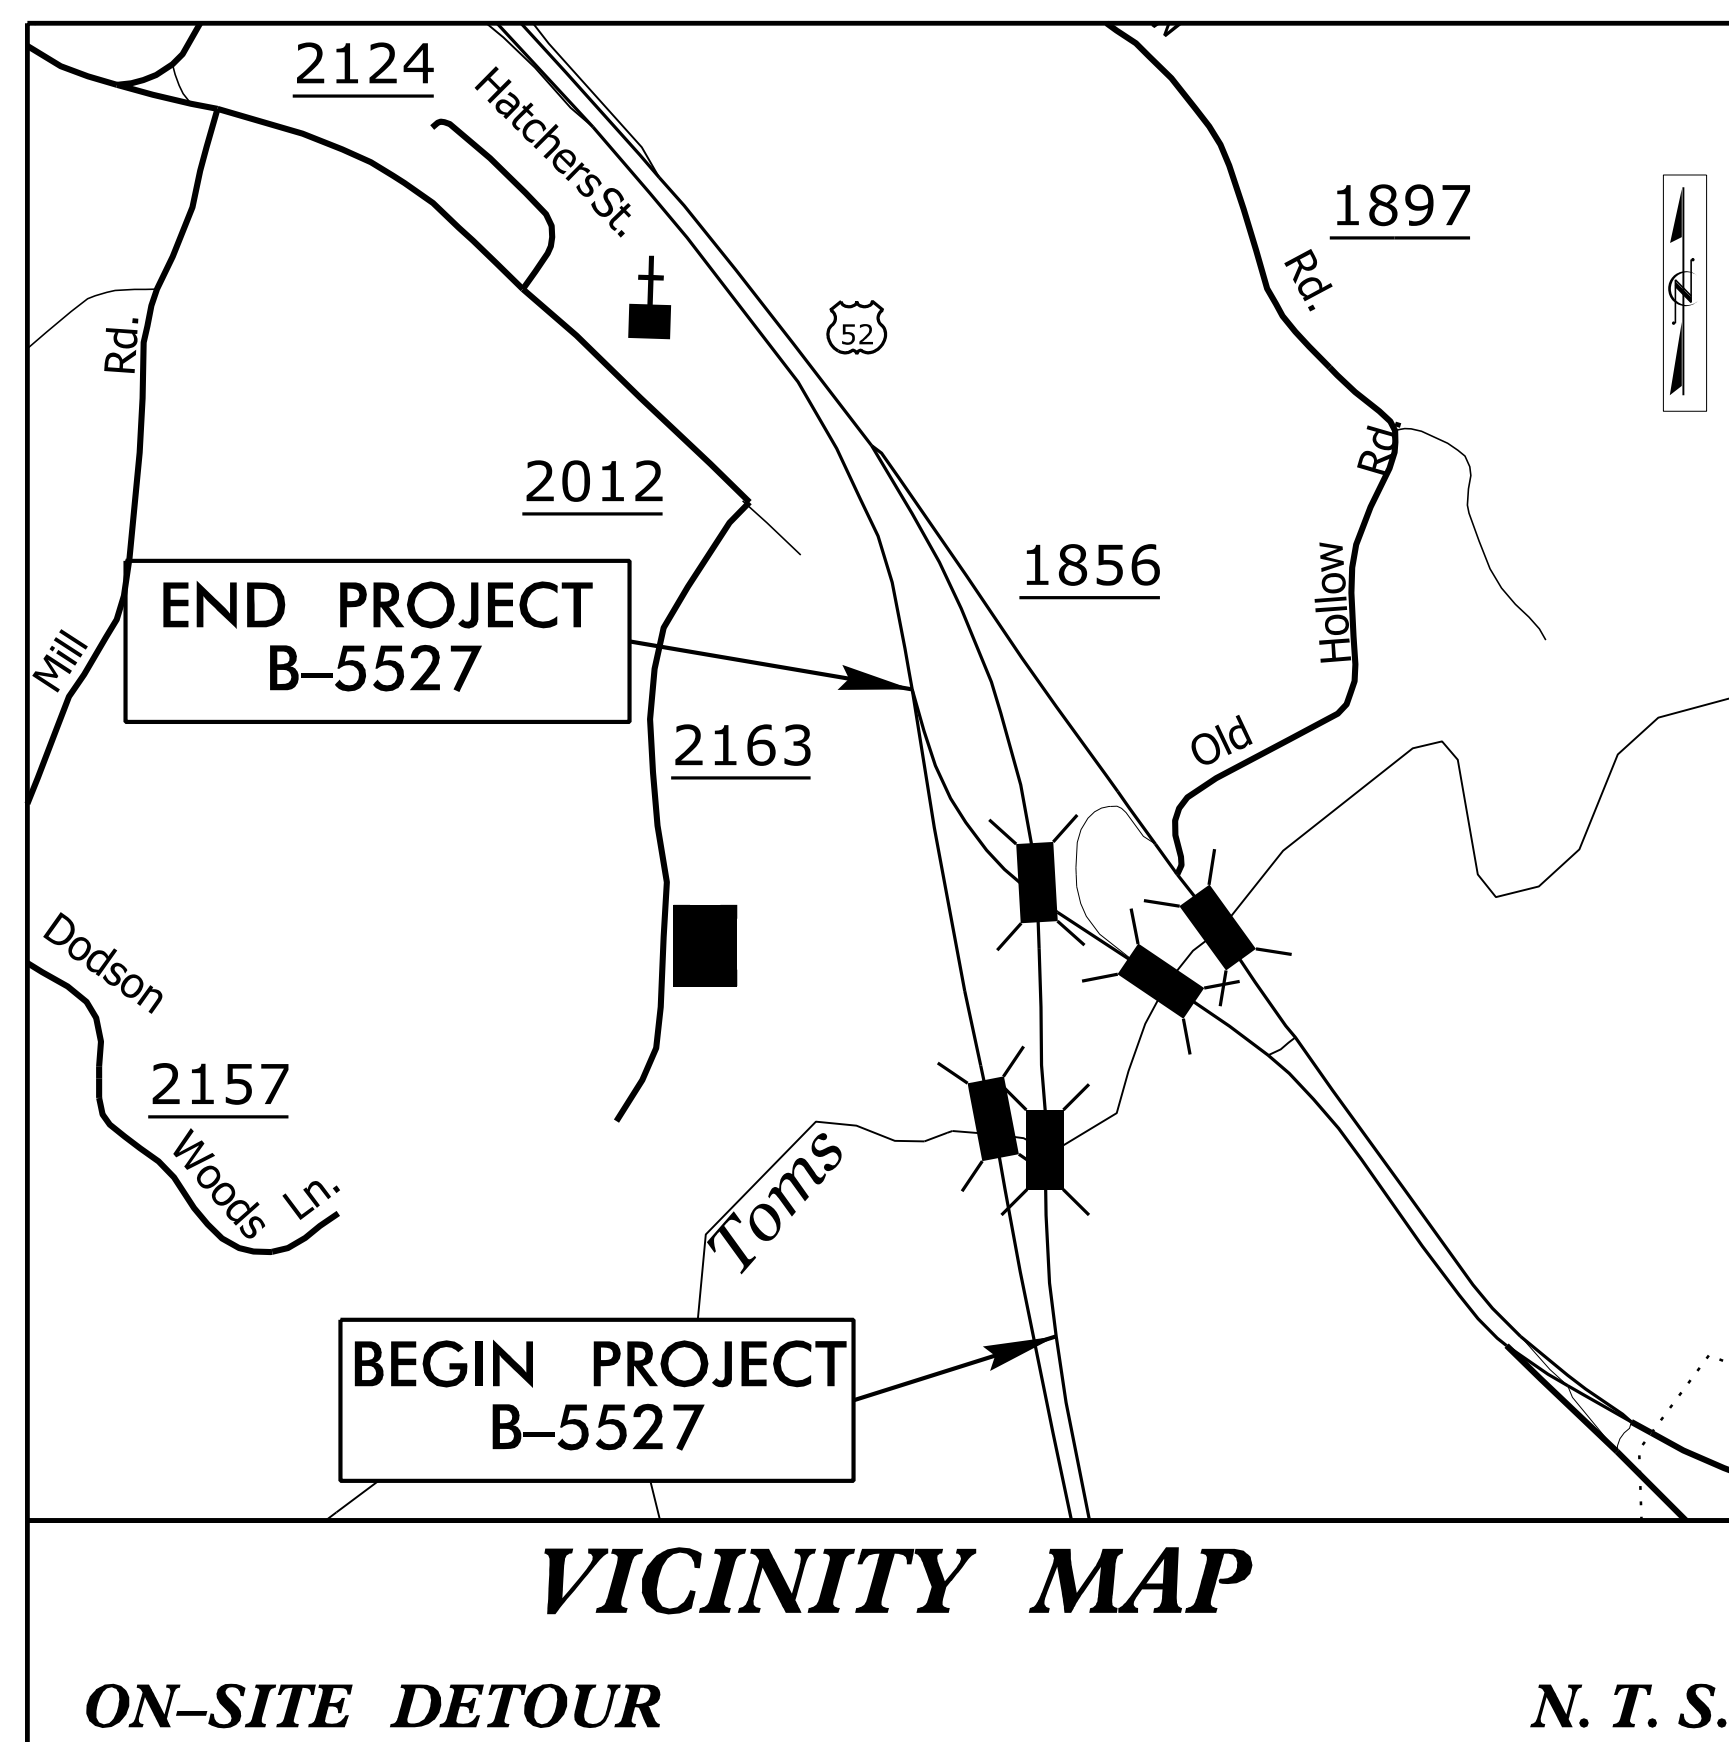 2124
Hatchers St.
1897
Rd.
52
Rd.
Rd.
2012
1856
Hollow
END PROJECT
B–5527
Mill
Old
2163
Dodson
2157
Woods
Ln.
Toms
BEGIN PROJECT
B–5527
VICINITY MAP
ON–SITE DETOUR
N. T. S.